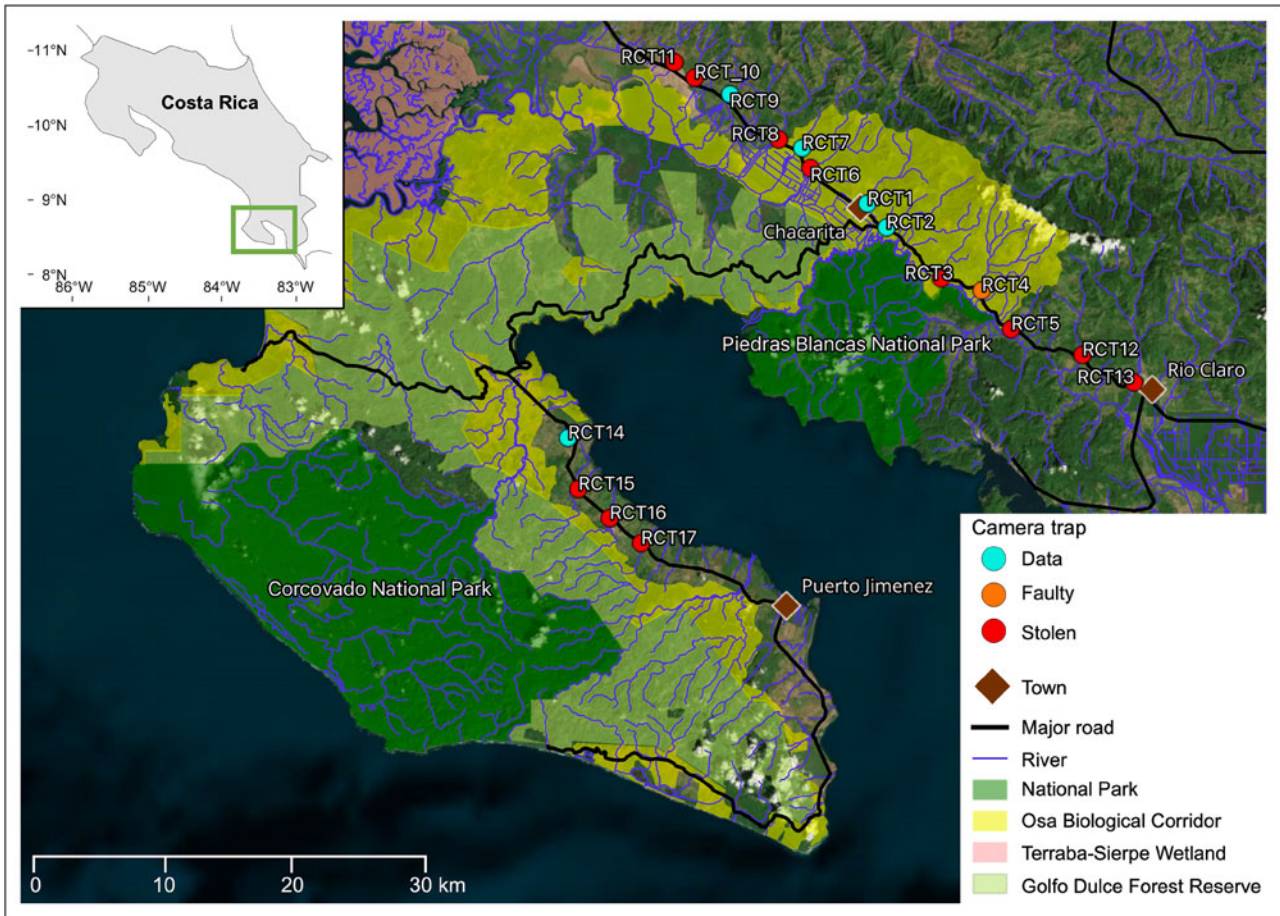 11°N
Costa Rica
10°N
9°N
8°N
86°W
84°W
83°W
82°W
RCT11
RCT_10
RCT9
RCT8
RCT7
RCT6
RCT1
Chacarita
RCT2
RCT3
RCT4
RCT5
Piedras Blancas National Park
RCT12
RCT13
Rio Claro
RCT14
RCT15
RCT16
RCT17
Corcovado National Park
Puerto Jimenez
Camera trap
Data
Faulty
Stolen
Town
Major road
River
National Park
Osa Biological Corridor
Terraba-Sierpe Wetland
Golfo Dulce Forest Reserve
0 10 20 30 km